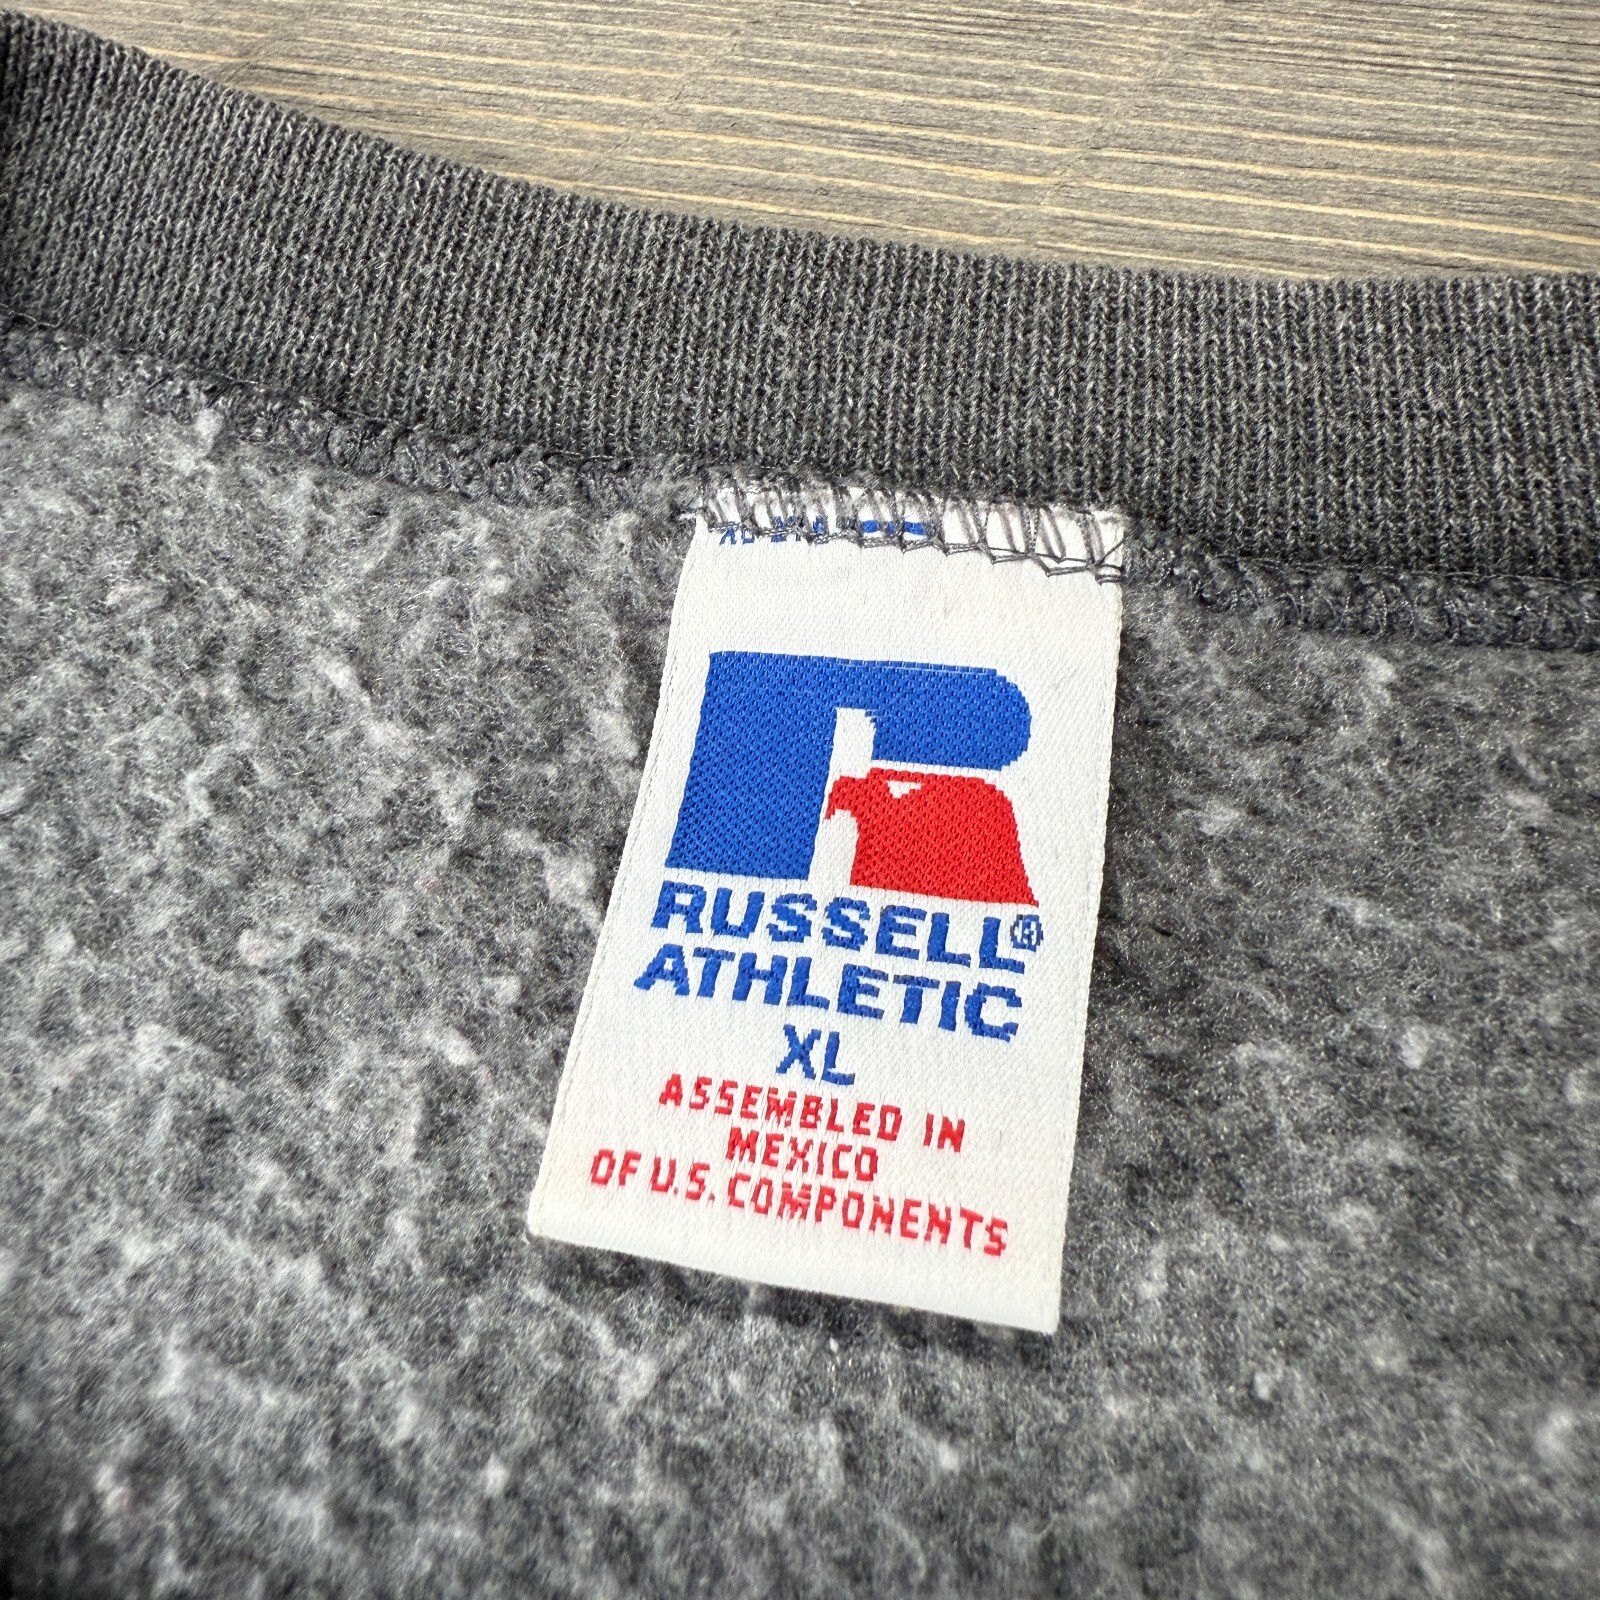 RUSSELL®
ATHLETIC
XL
ASSEMBLED IN
MEXICO
OF U.S. COMPONENTS